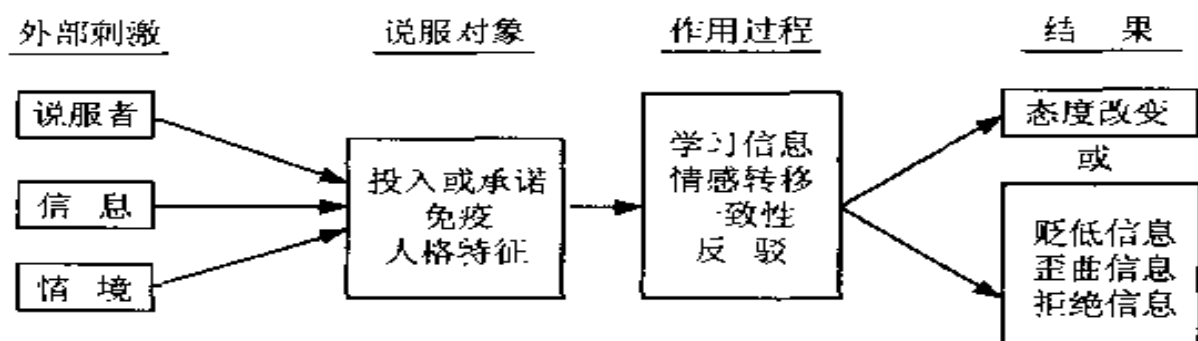 外部刺激
说服对象
作用过程
结 果
说服者
信 息
情 境
投入或承诺
免疫
人格特征
学习信息
情感转移
一致性
反 驳
态度改变
或
贬低信息
歪曲信息
拒绝信息